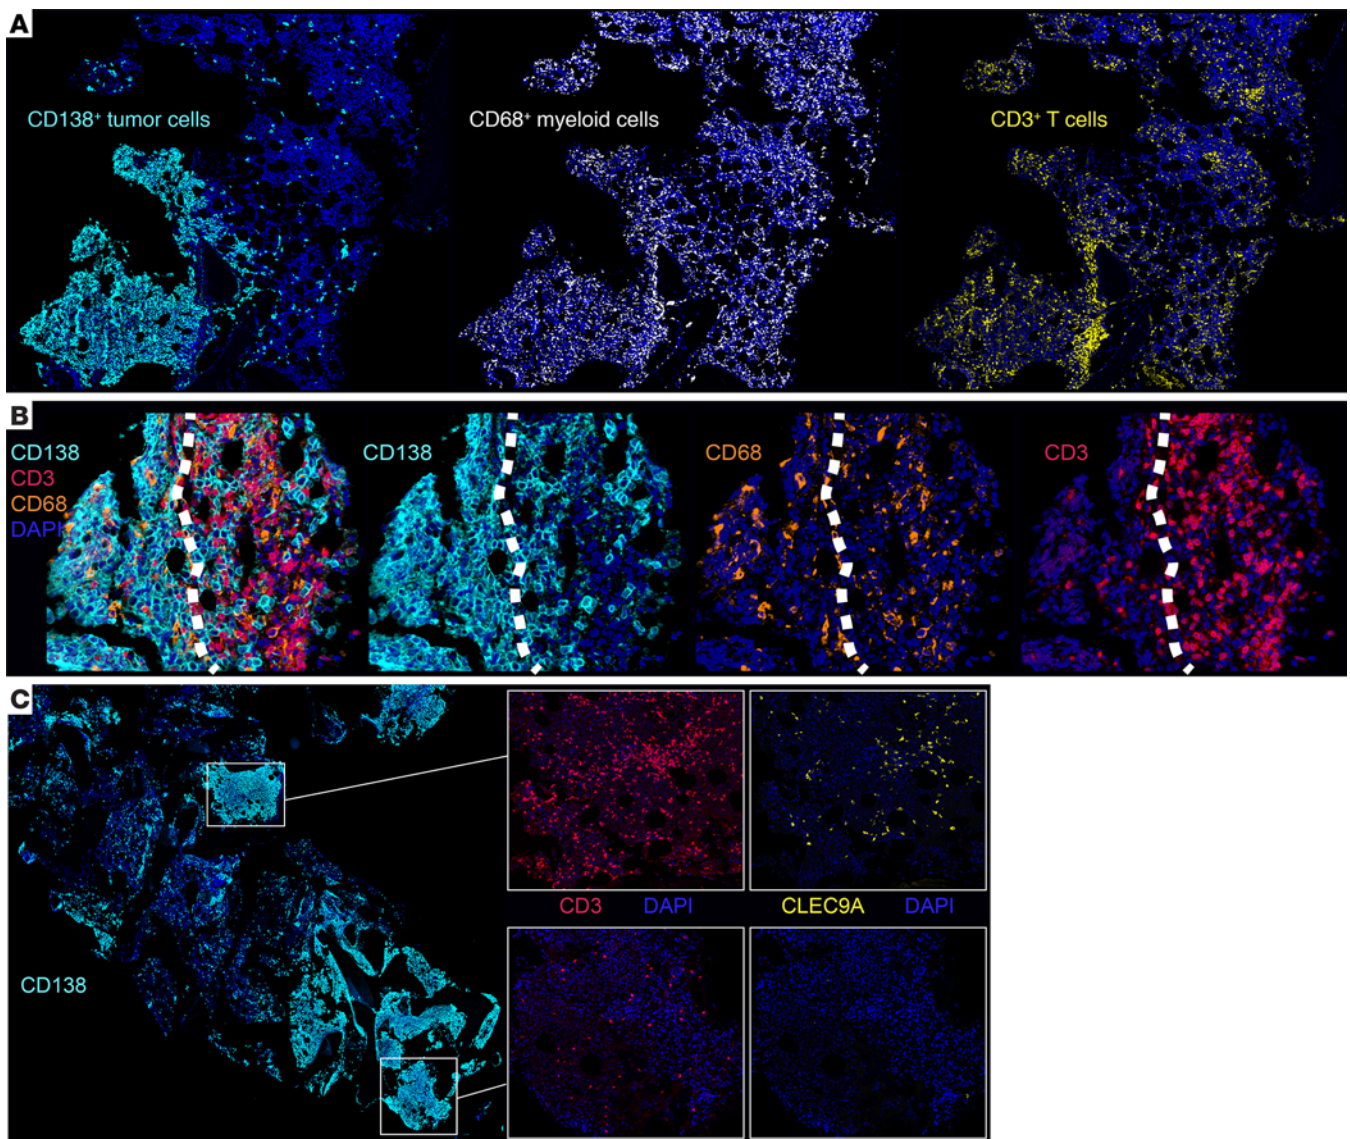 A
CD138⁺ tumor cells
CD68⁺ myeloid cells
CD3⁺ T cells
B
CD138
CD3
CD68
DAPI
CD138
CD68
CD3
C
CD138
CD3 DAPI
CLEC9A DAPI